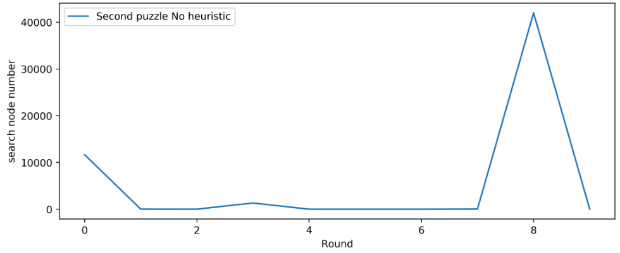 Second puzzle No heuristic
search node number
40000
30000
20000
10000
0
0 2 4 6 8
Round